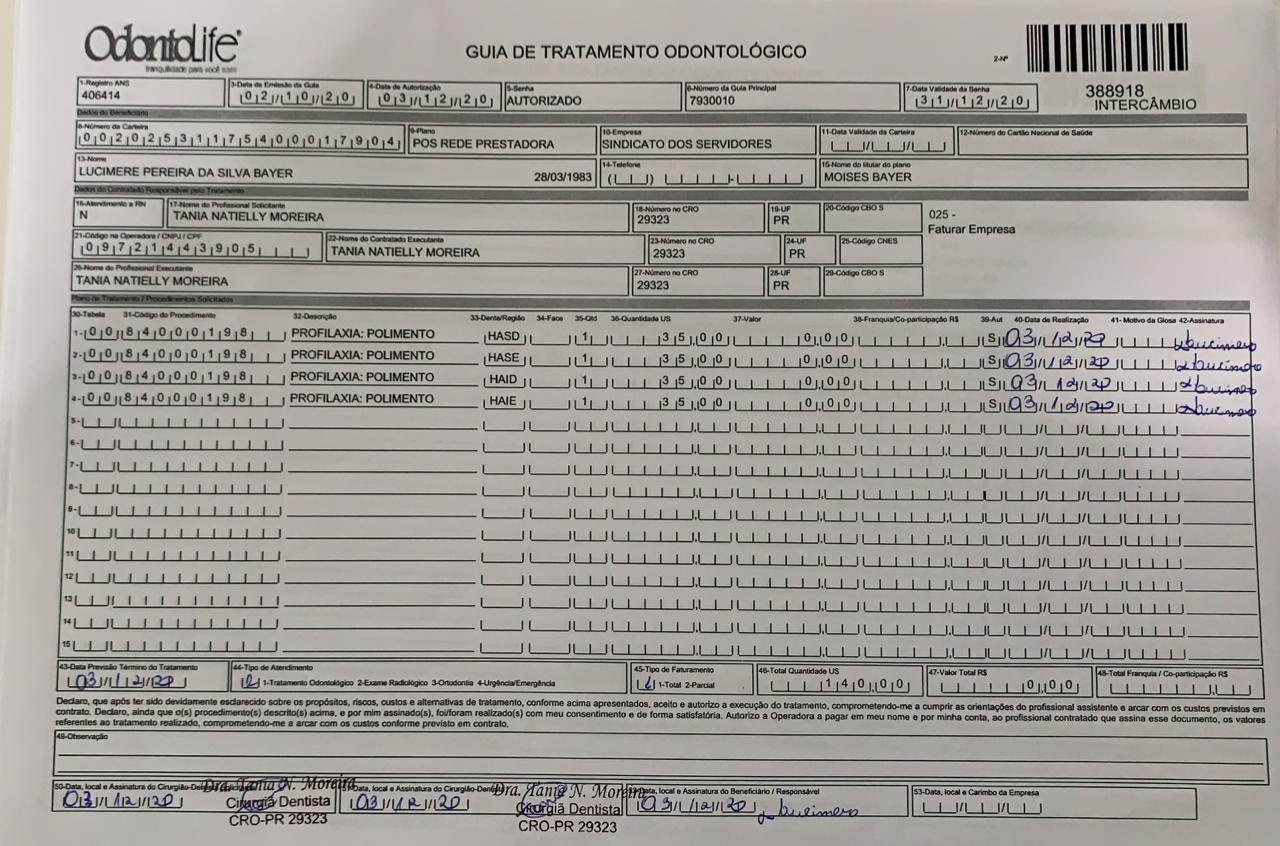 OdontoLife
tranquilidade para você sorrir
GUIA DE TRATAMENTO ODONTOLÓGICO
2-Nº
388918
INTERCÂMBIO
1-Registro ANS
406414
3-Data de Emissão da Guia
02/10/20
4-Data de Autorização
03/12/20
5-Senha
AUTORIZADO
6-Número da Guia Principal
7930010
7-Data Validade da Senha
31/12/20
Dados do Beneficiário
8-Número da Carteira
00202531175400017904
9-Plano
POS REDE PRESTADORA
10-Empresa
SINDICATO DOS SERVIDORES
11-Data Validade da Carteira
12-Número do Cartão Nacional de Saúde
13-Nome
LUCIMERE PEREIRA DA SILVA BAYER 28/03/1983
14-Telefone
15-Nome do titular do plano
MOISES BAYER
Dados do Contratado Responsável pelo Tratamento
16-Atendimento a RN
N
17-Nome do Profissional Solicitante
TANIA NATIELLY MOREIRA
18-Número no CRO
29323
19-UF
PR
20-Código CBO S
025 -
Faturar Empresa
21-Código na Operadora / CNPJ / CPF
09721443905
22-Nome do Contratado Executante
TANIA NATIELLY MOREIRA
23-Número no CRO
29323
24-UF
PR
25-Código CNES
26-Nome do Profissional Executante
TANIA NATIELLY MOREIRA
27-Número no CRO
29323
28-UF
PR
29-Código CBO S
Plano de Tratamento / Procedimentos Solicitados
30-Tabela 31-Código do Procedimento 32-Descrição 33-Dente/Região 34-Face 35-Qtd 36-Quantidade US 37-Valor 38-Franquia/Co-participação R$ 39-Aut 40-Data de Realização 41- Motivo da Glosa 42-Assinatura
1- 00 84000198 PROFILAXIA: POLIMENTO HASD 1 35,00 0,00 S 03/12/20
2- 00 84000198 PROFILAXIA: POLIMENTO HASE 1 35,00 0,00 S 03/12/20
3- 00 84000198 PROFILAXIA: POLIMENTO HAID 1 35,00 0,00 S 03/12/20
4- 00 84000198 PROFILAXIA: POLIMENTO HAIE 1 35,00 0,00 S 03/12/20
5-
6-
7-
8-
9-
10
11
12
13
14
15
43-Data Previsão Término do Tratamento
03/12/20
44-Tipo de Atendimento
1-Tratamento Odontológico 2-Exame Radiológico 3-Ortodontia 4-Urgência/Emergência
45-Tipo de Faturamento
1-Total 2-Parcial
46-Total Quantidade US
140,00
47-Valor Total R$
0,00
48-Total Franquia / Co-participação R$
Declaro, que após ter sido devidamente esclarecido sobre os propósitos, riscos, custos e alternativas de tratamento, conforme acima apresentados, aceito e autorizo a execução do tratamento, comprometendo-me a cumprir as orientações do profissional assistente e arcar com os custos previstos em
contrato. Declaro, ainda que o(s) procedimento(s) descrito(s) acima, e por mim assinado(s), foi/foram realizado(s) com meu consentimento e de forma satisfatória. Autorizo a Operadora a pagar em meu nome e por minha conta, ao profissional contratado que assina esse documento, os valores
referentes ao tratamento realizado, comprometendo-me a arcar com os custos conforme previsto em contrato.
49-Observação
50-Data, local e Assinatura do Cirurgião-Dentista
03/12/20
Dra. Tania N. Moreira
Cirurgiã Dentista
CRO-PR 29323
Data, local e Assinatura do Cirurgião-Dentista
03/12/20
Dra. Tania N. Moreira
Cirurgiã Dentista
CRO-PR 29323
Data, local e Assinatura do Beneficiário / Responsável
03/12/20
53-Data, local e Carimbo da Empresa